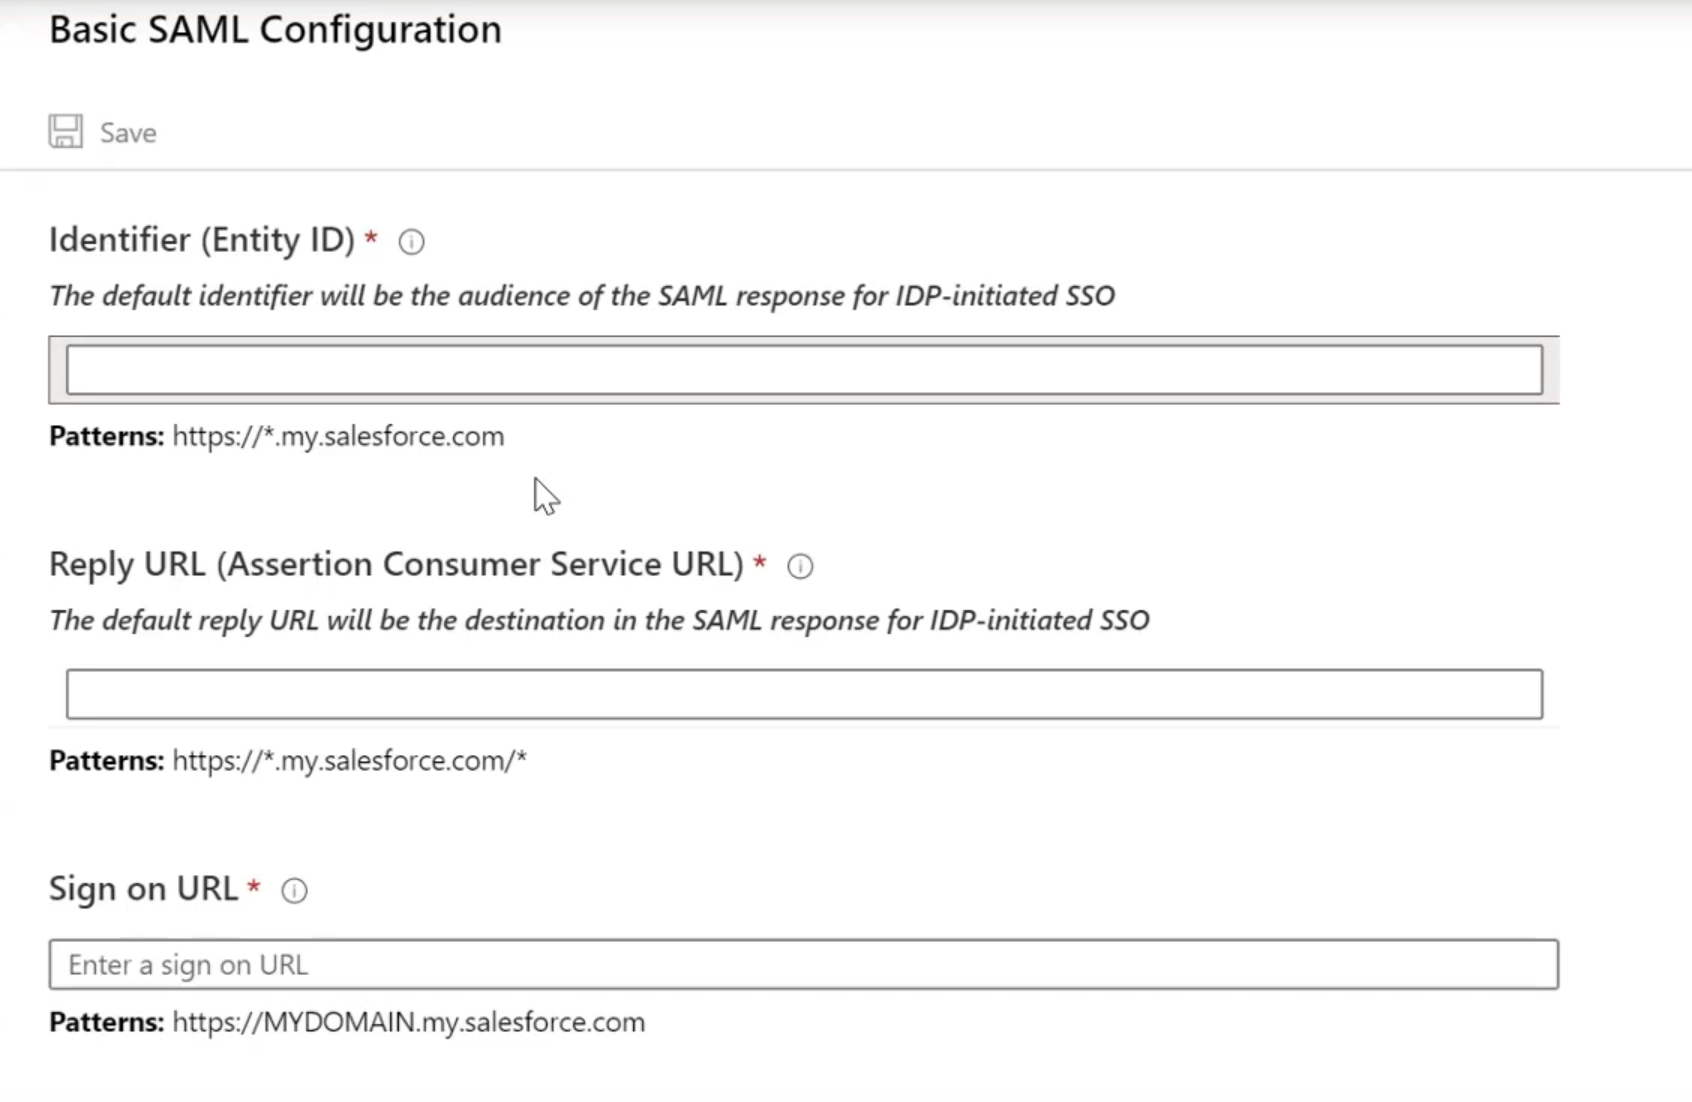 Basic SAML Configuration
Save
Identifier (Entity ID) *
The default identifier will be the audience of the SAML response for IDP-initiated SSO
Patterns: https://*.my.salesforce.com
Reply URL (Assertion Consumer Service URL) *
The default reply URL will be the destination in the SAML response for IDP-initiated SSO
Patterns: https://*.my.salesforce.com/*
Sign on URL *
Enter a sign on URL
Patterns: https://MYDOMAIN.my.salesforce.com